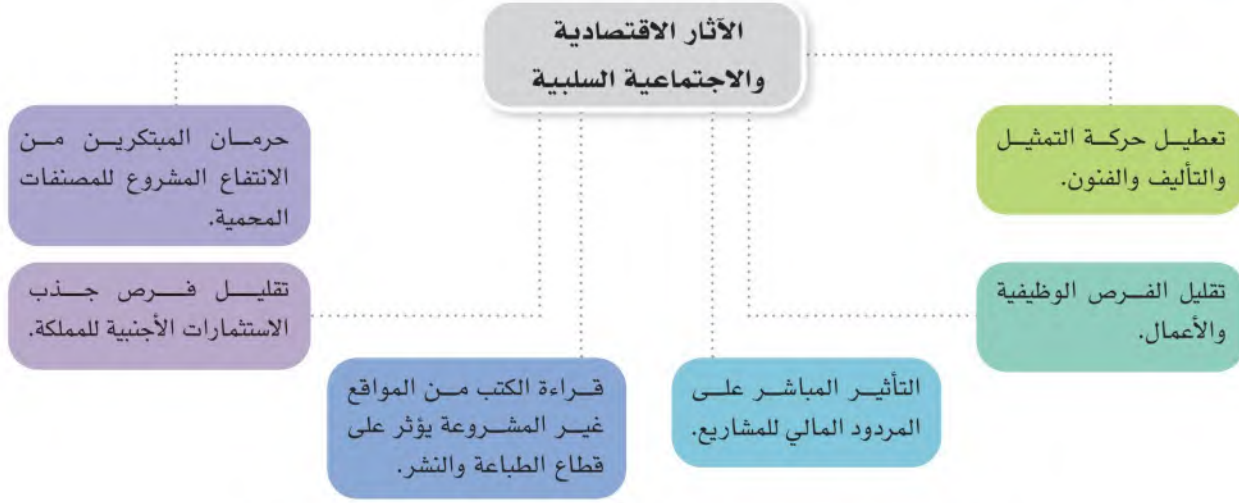 الآثار الاقتصادية
والاجتماعية السلبية
تعطيل حركة التمثيل
والتأليف والفنون.
تقليل الفرص الوظيفية
والأعمال.
التأثير المباشر على
المردود المالي للمشاريع.
قراءة الكتب من المواقع
غير المشروعة يؤثر على
قطاع الطباعة والنشر.
تقليل فرص جذب
الاستثمارات الأجنبية للمملكة.
حرمان المبتكرين من
الانتفاع المشروع للمصنفات
المحمية.